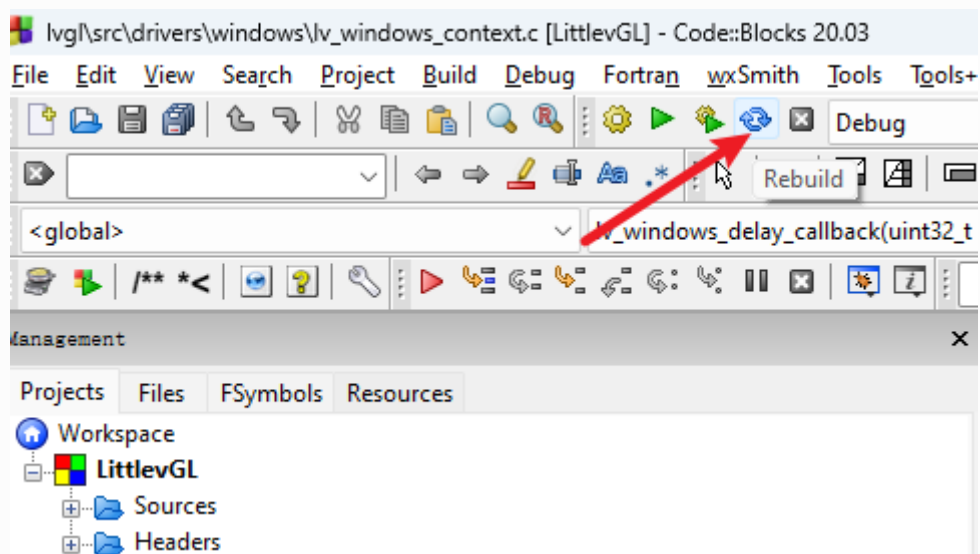 lvgl\src\drivers\windows\lv_windows_context.c [LittlevGL] - Code::Blocks 20.03
File Edit View Search Project Build Debug Fortran wxSmith Tools Tools+
Debug
Aa .*
Rebuild
<global>
lv_windows_delay_callback(uint32_t
/** *<
Management
Projects Files FSymbols Resources
Workspace
LittlevGL
Sources
Headers